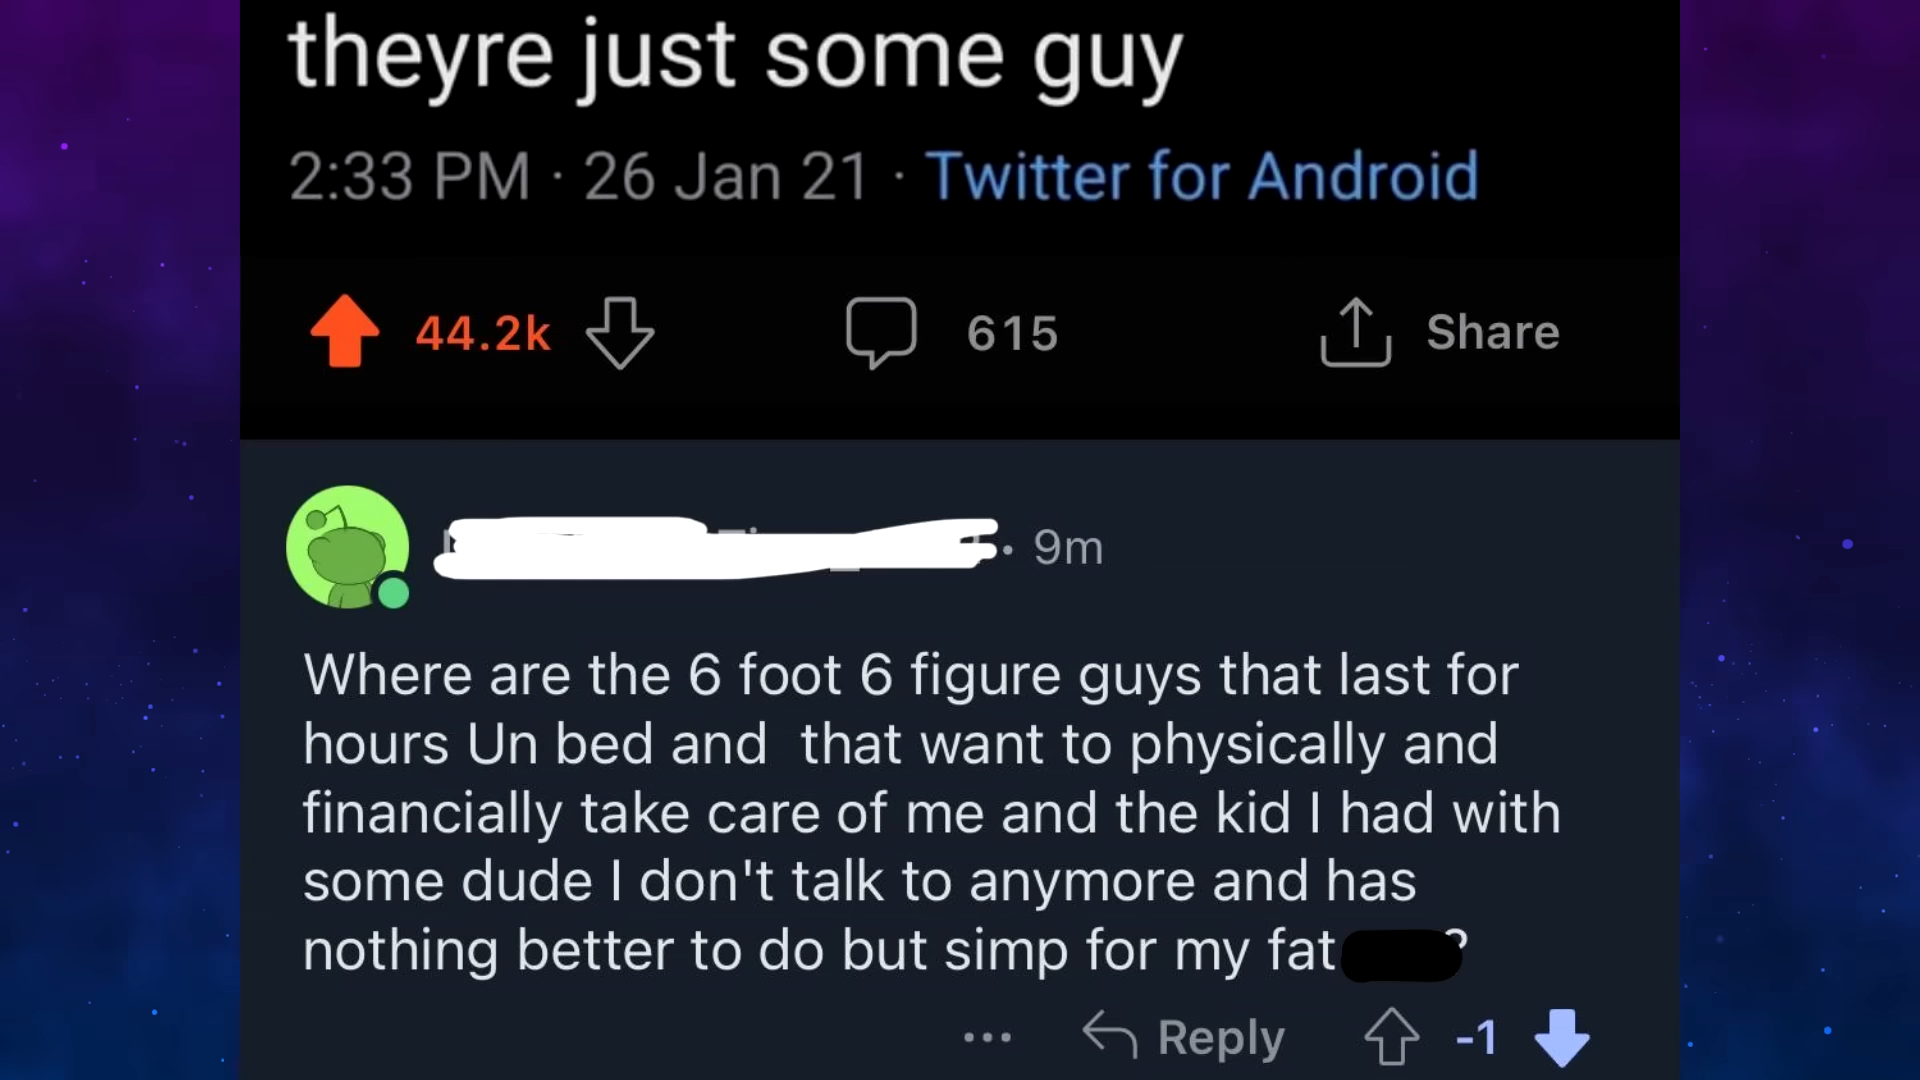 theyre just some guy
2:33 PM · 26 Jan 21 · Twitter for Android
44.2k 615 Share
· 9m
Where are the 6 foot 6 figure guys that last for
hours Un bed and  that want to physically and
financially take care of me and the kid I had with
some dude I don't talk to anymore and has
nothing better to do but simp for my fat ?
... Reply -1